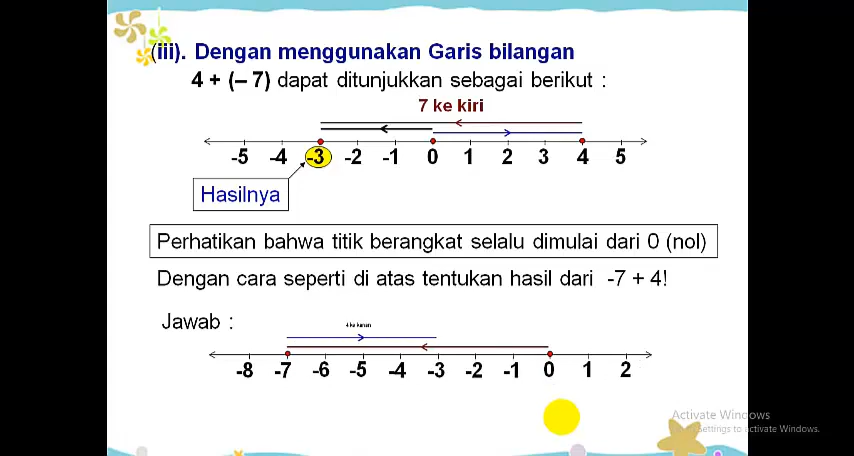 (iii). Dengan menggunakan Garis bilangan
4 + (– 7) dapat ditunjukkan sebagai berikut :
7 ke kiri
-5 -4 -3 -2 -1 0 1 2 3 4 5
Hasilnya
Perhatikan bahwa titik berangkat selalu dimulai dari 0 (nol)
Dengan cara seperti di atas tentukan hasil dari -7 + 4!
Jawab :
4 ke kanan
-8 -7 -6 -5 -4 -3 -2 -1 0 1 2
Activate Windows
Settings to activate Windows.